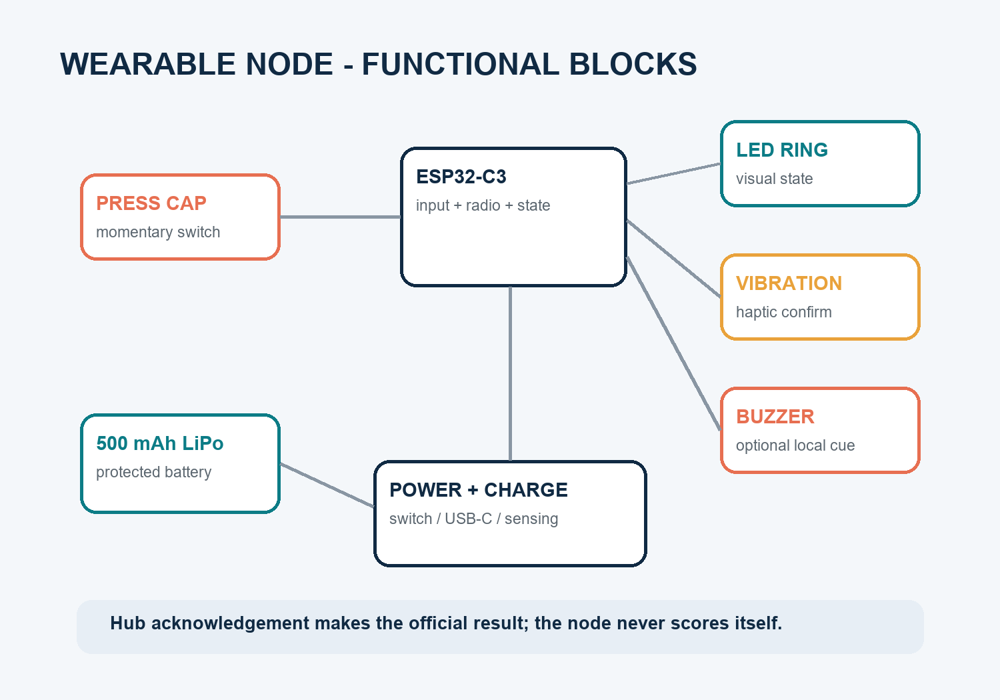 WEARABLE NODE - FUNCTIONAL BLOCKS
PRESS CAP
momentary switch
ESP32-C3
input + radio + state
LED RING
visual state
VIBRATION
haptic confirm
BUZZER
optional local cue
500 mAh LiPo
protected battery
POWER + CHARGE
switch / USB-C / sensing
Hub acknowledgement makes the official result; the node never scores itself.